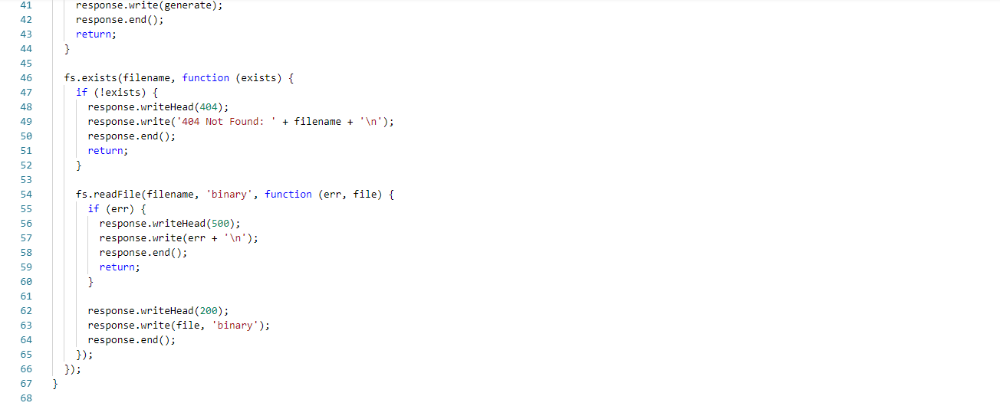 41 response.write(generate);
42 response.end();
43 return;
44 }
45
46 fs.exists(filename, function (exists) {
47 if (!exists) {
48 response.writeHead(404);
49 response.write('404 Not Found: ' + filename + '\n');
50 response.end();
51 return;
52 }
53
54 fs.readFile(filename, 'binary', function (err, file) {
55 if (err) {
56 response.writeHead(500);
57 response.write(err + '\n');
58 response.end();
59 return;
60 }
61
62 response.writeHead(200);
63 response.write(file, 'binary');
64 response.end();
65 });
66 });
67 }
68